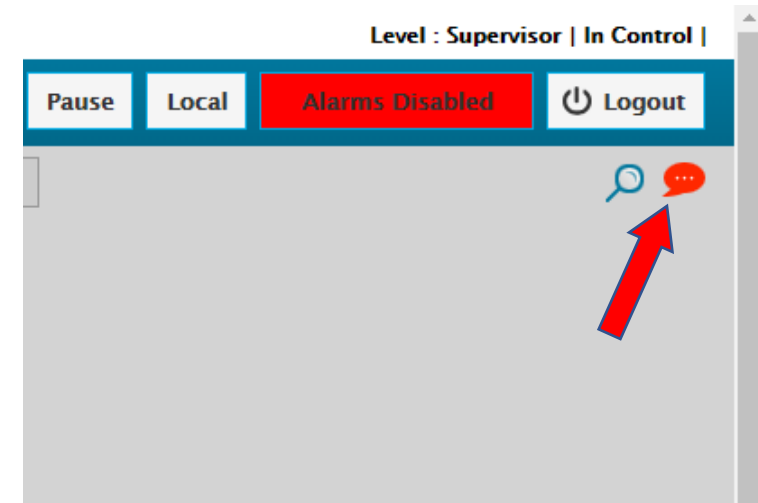 Level : Supervisor | In Control |
Pause Local Alarms Disabled Logout